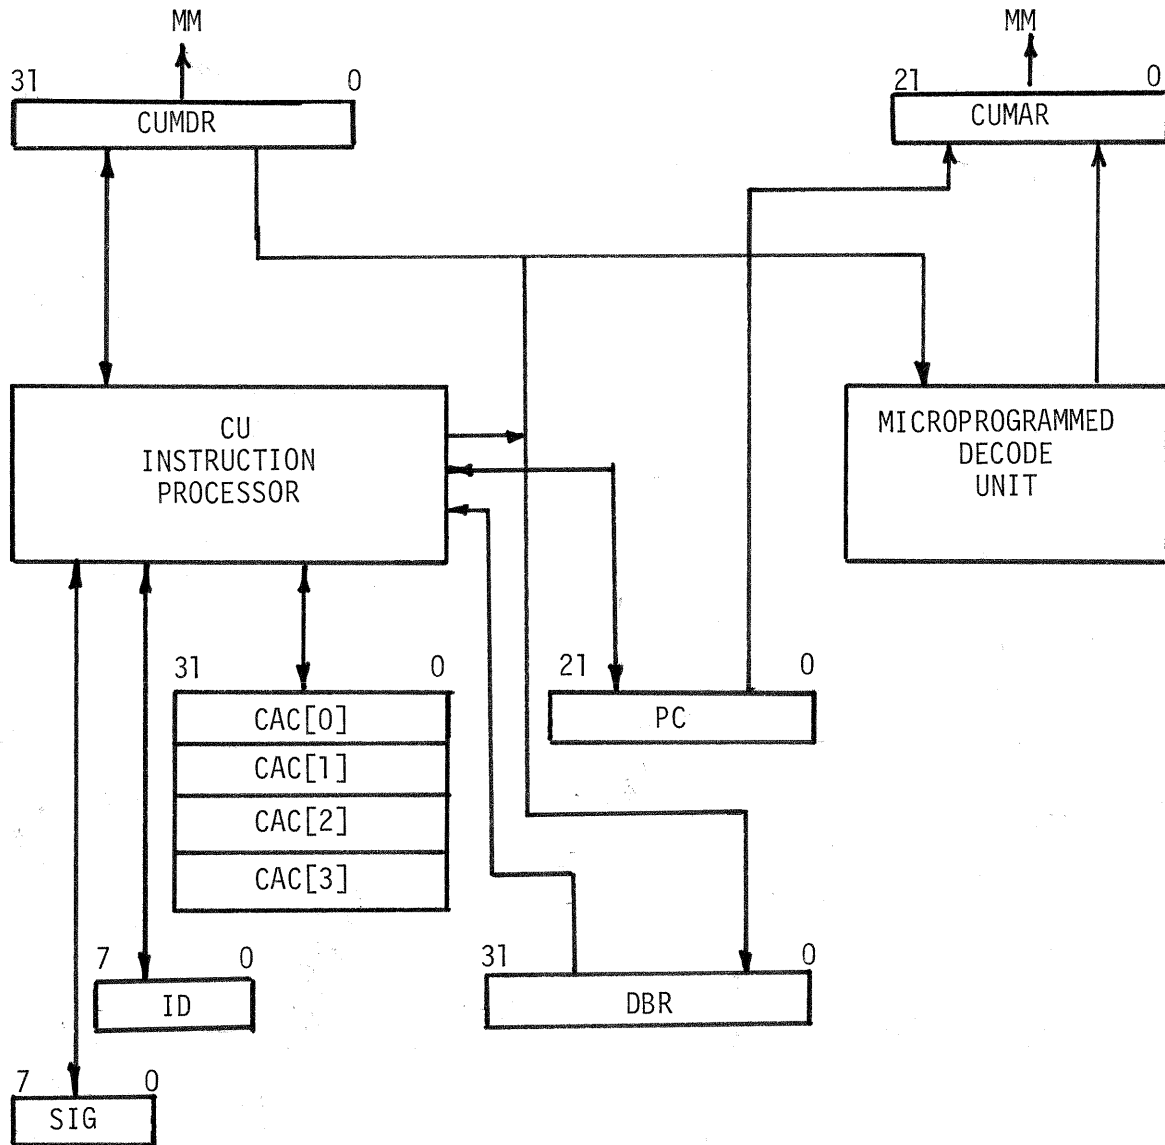 MM
MM
31 0
21 0
CUMDR
CUMAR
CU
INSTRUCTION
PROCESSOR
MICROPROGRAMMED
DECODE
UNIT
31 0
21 0
CAC[0]
PC
CAC[1]
CAC[2]
CAC[3]
7 0
31 0
ID
DBR
7 0
SIG